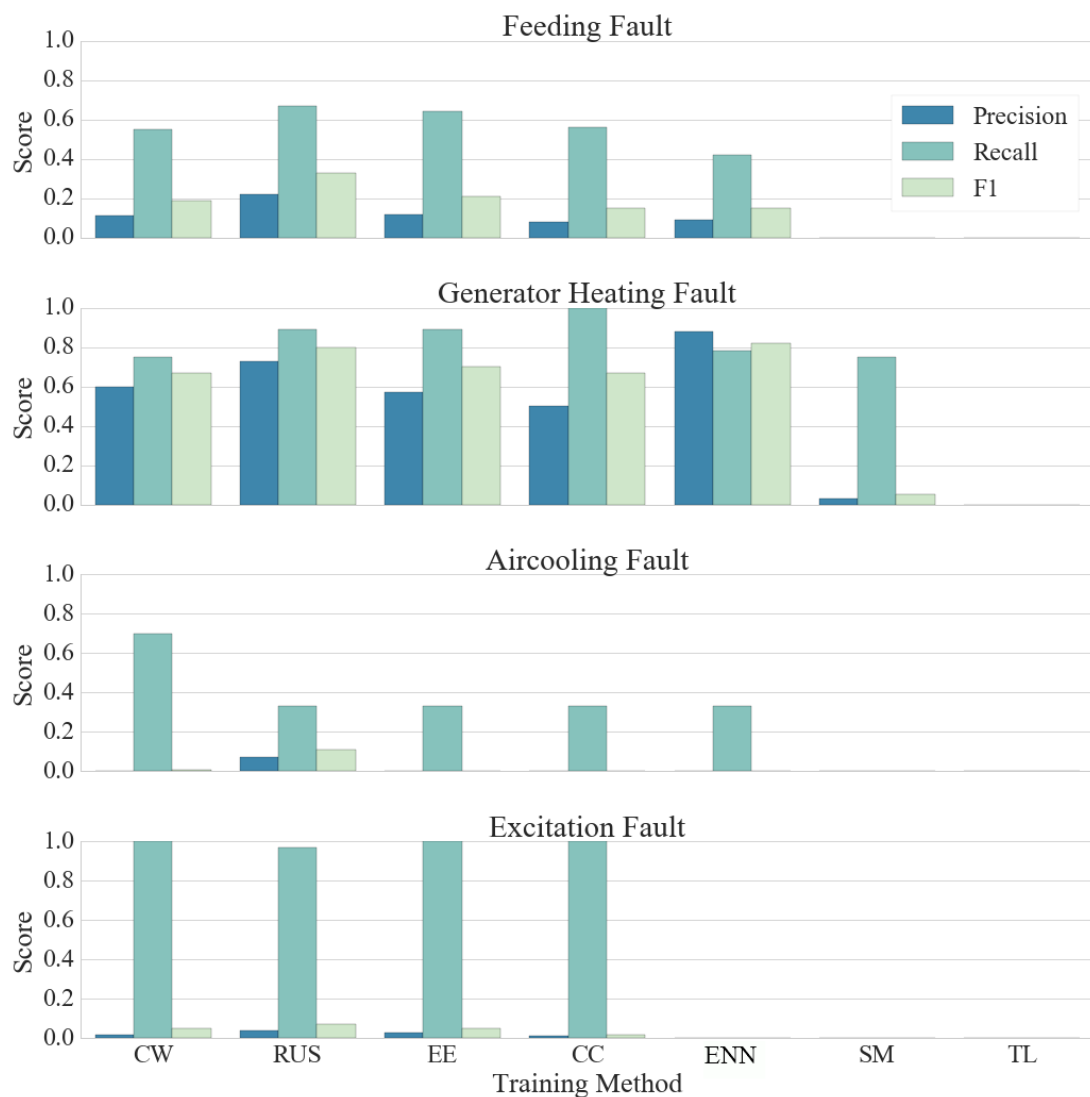 Feeding Fault
1.0
0.8
0.6
0.4
0.2
0.0
Score
Precision
Recall
F1
Generator Heating Fault
1.0
0.8
0.6
0.4
0.2
0.0
Score
Aircooling Fault
1.0
0.8
0.6
0.4
0.2
0.0
Score
Excitation Fault
1.0
0.8
0.6
0.4
0.2
0.0
Score
CW RUS EE CC ENN SM TL
Training Method